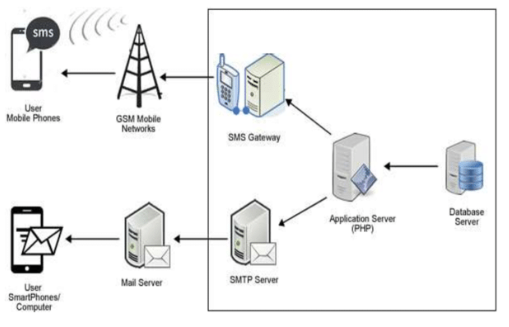 sms
User
Mobile Phones
GSM Mobile
Networks
SMS Gateway
Application Server
(PHP)
Database
Server
User
SmartPhones/
Computer
Mail Server
SMTP Server